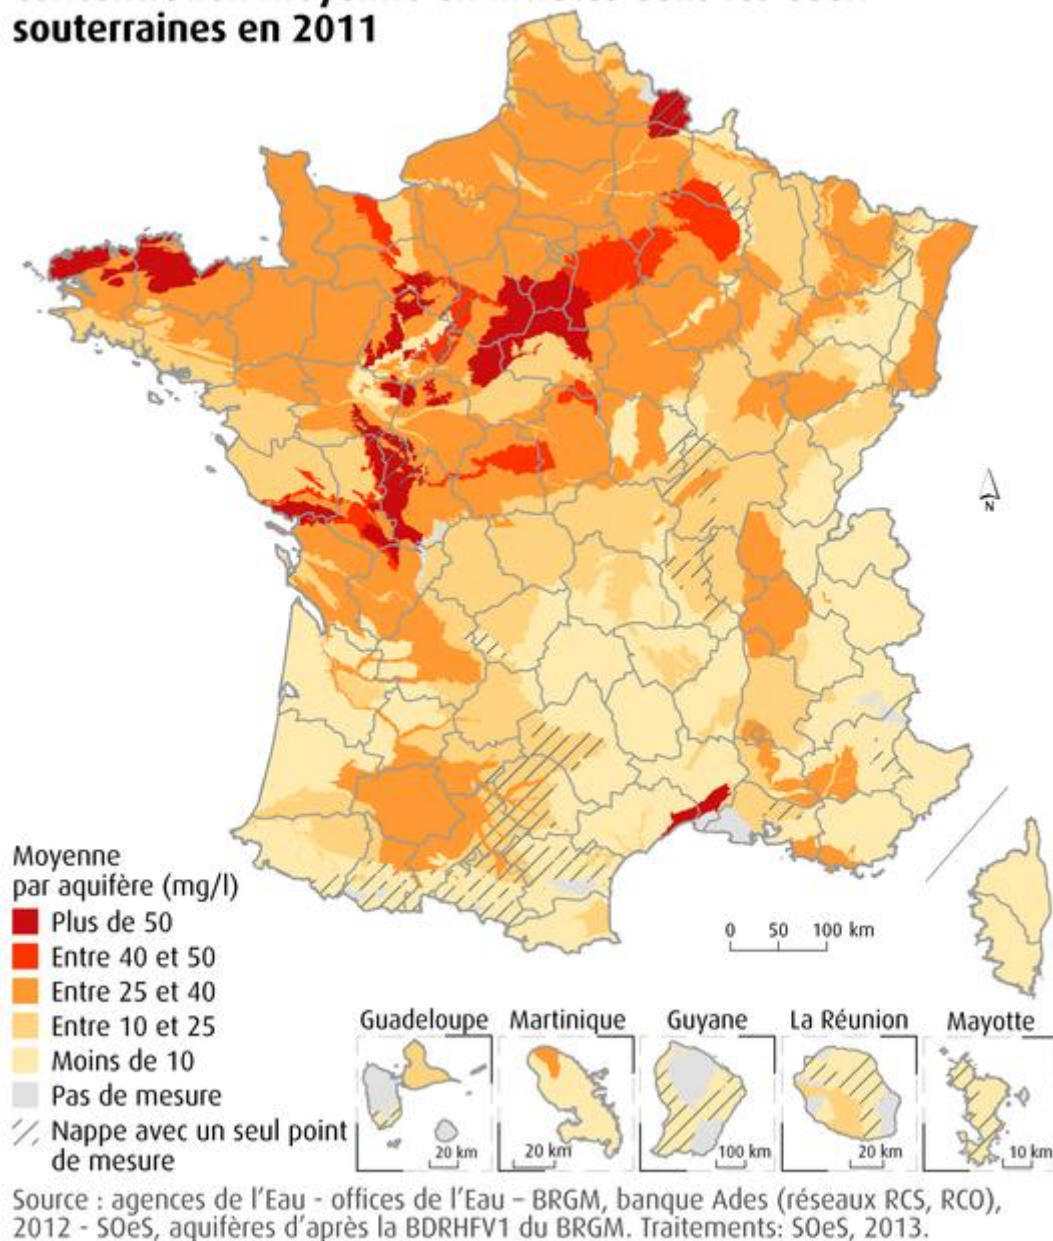 souterraines en 2011
N
Moyenne
par aquifère (mg/l)
Plus de 50
Entre 40 et 50
Entre 25 et 40
Entre 10 et 25
Moins de 10
Pas de mesure
Nappe avec un seul point
de mesure
0 50 100 km
Guadeloupe
20 km
Martinique
20 km
Guyane
100 km
La Réunion
20 km
Mayotte
10 km
Source : agences de l'Eau - offices de l'Eau – BRGM, banque Ades (réseaux RCS, RCO),
2012 - SOeS, aquifères d'après la BDRHFV1 du BRGM. Traitements: SOeS, 2013.